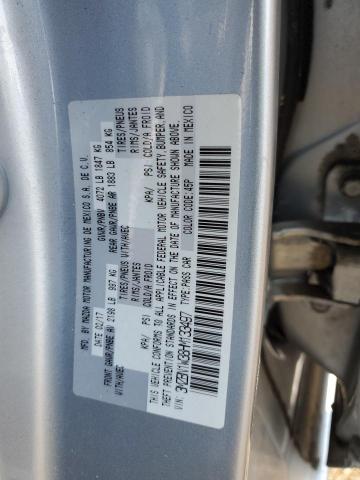 MFD. BY MAZDA MOTOR MANUFACTURING DE MEXICO S.A. DE C.V.
DATE: 02/17 GVWR/PNBV 4072 LB 1847 KG
FRONT GAWR/PNBE AV 2198 LB 997 KG REAR GAWR/PNBE AR 1883 LB 854 KG
WITH/AVEC TIRES/PNEUS WITH/AVEC TIRES/PNEUS
RIMS/JANTES RIMS/JANTES
KPA/ PSI COLD/A FROID KPA/ PSI COLD/A FROID
THIS VEHICLE CONFORMS TO ALL APPLICABLE FEDERAL MOTOR VEHICLE SAFETY, BUMPER, AND
THEFT PREVENTION STANDARDS IN EFFECT ON THE DATE OF MANUFACTURE SHOWN ABOVE.
VIN: TYPE: PASS CAR COLOR CODE: 45P MADE IN MEXICO